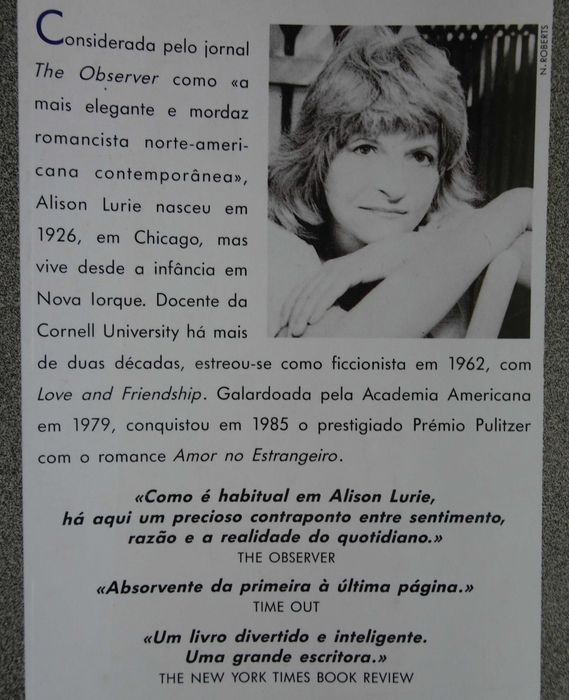 Considerada pelo jornal
The Observer como «a
mais elegante e mordaz
romancista norte-ameri-
cana contemporânea»,
Alison Lurie nasceu em
1926, em Chicago, mas
vive desde a infância em
Nova Iorque. Docente da
Cornell University há mais
de duas décadas, estreou-se como ficcionista em 1962, com
Love and Friendship. Galardoada pela Academia Americana
em 1979, conquistou em 1985 o prestigiado Prémio Pulitzer
com o romance Amor no Estrangeiro.
N. ROBERTS
«Como é habitual em Alison Lurie,
há aqui um precioso contraponto entre sentimento,
razão e a realidade do quotidiano.»
THE OBSERVER
«Absorvente da primeira à última página.»
TIME OUT
«Um livro divertido e inteligente.
Uma grande escritora.»
THE NEW YORK TIMES BOOK REVIEW